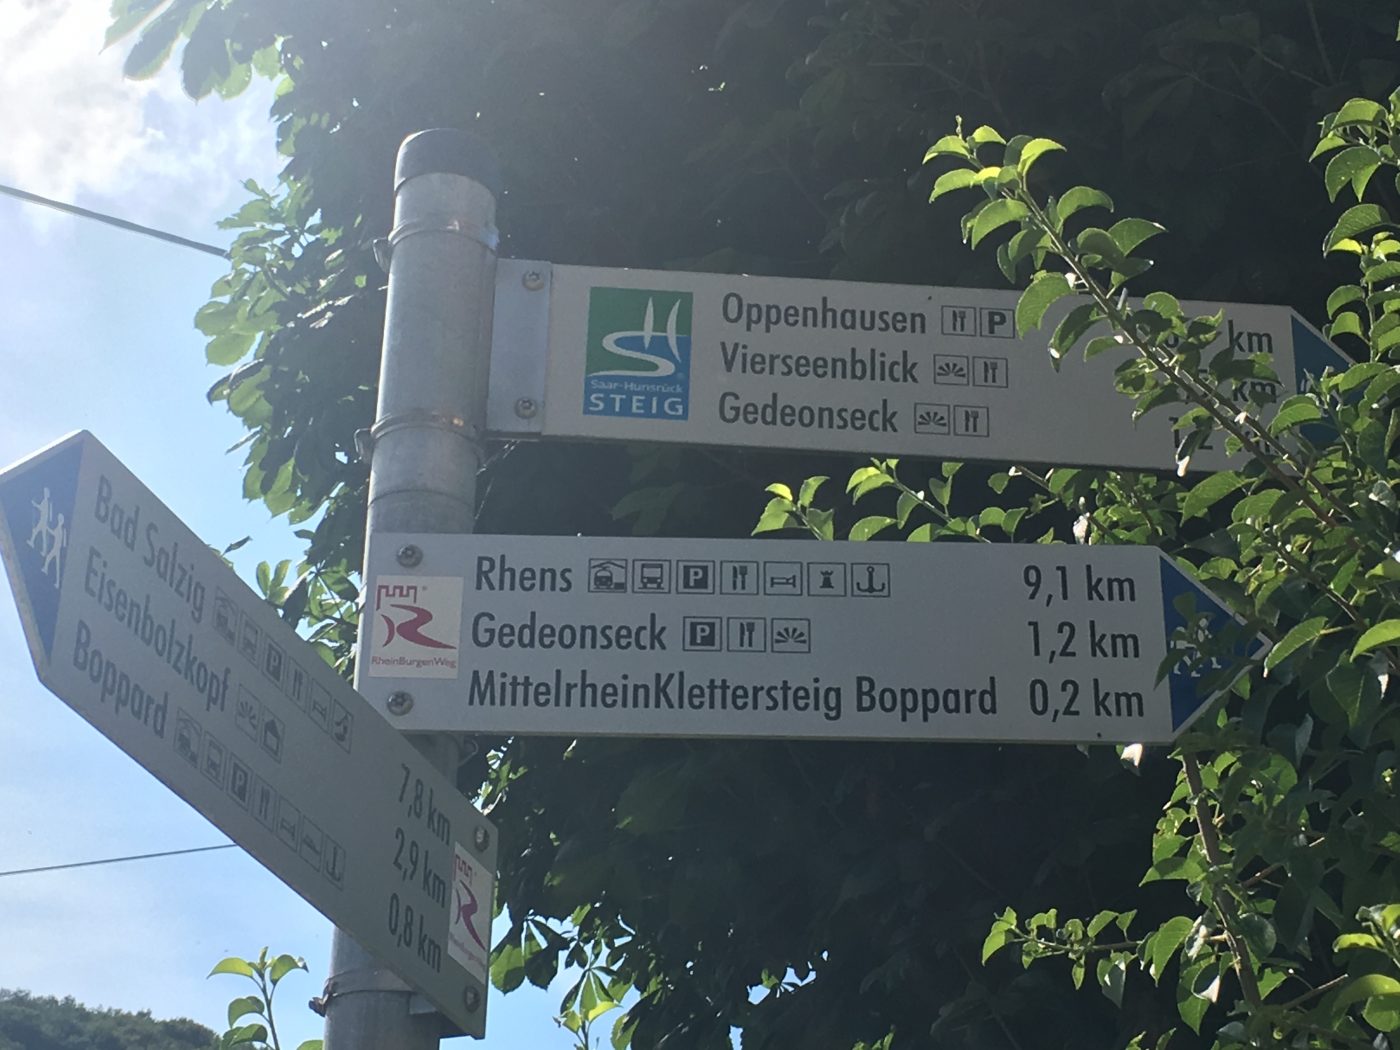 Oppenhausen P km
Vierseenblick km
Gedeonseck
Saar-Hunsrück
STEIG
Rhens P 9,1 km
Gedeonseck P 1,2 km
MittelrheinKlettersteig Boppard 0,2 km
RheinBurgenWeg
Bad Salzig P 7,8 km
Eisenbolzkopf 2,9 km
Boppard P 0,8 km